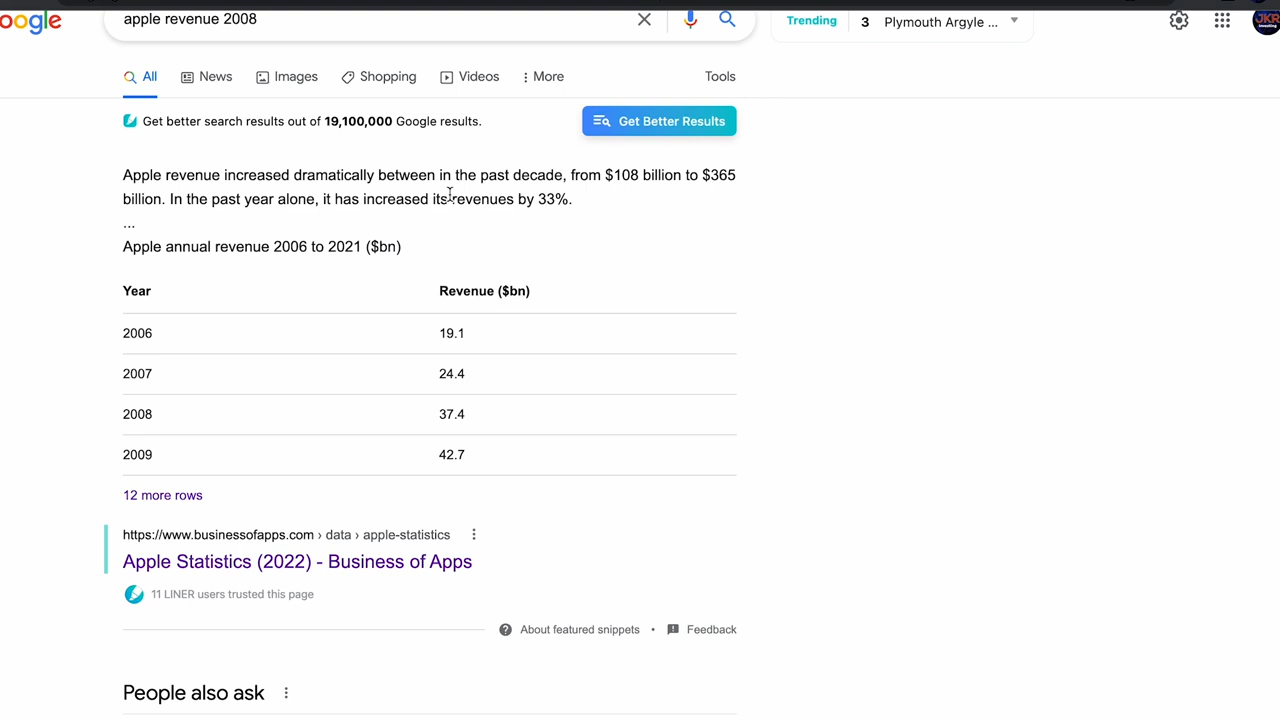 oogle
apple revenue 2008
Trending 3 Plymouth Argyle ...
JKR
All News Images Shopping Videos More Tools
Get better search results out of 19,100,000 Google results. Get Better Results
Apple revenue increased dramatically between in the past decade, from $108 billion to $365
billion. In the past year alone, it has increased its revenues by 33%.
...
Apple annual revenue 2006 to 2021 ($bn)
Year Revenue ($bn)
2006 19.1
2007 24.4
2008 37.4
2009 42.7
12 more rows
https://www.businessofapps.com › data › apple-statistics
Apple Statistics (2022) - Business of Apps
11 LINER users trusted this page
About featured snippets • Feedback
People also ask